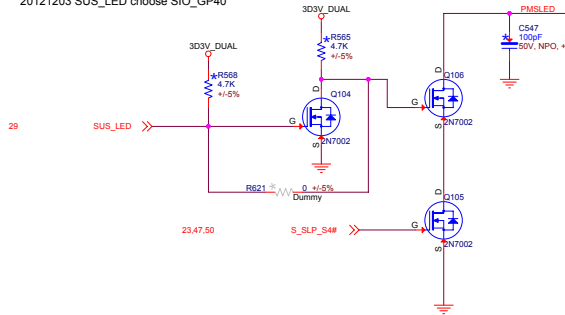 20121203 SUS_LED choose SIO_GP40
3D3V_DUAL
PMSLED
*R565
4.7K
+/-5%
C547
*
100pF
50V, NPO, +
3D3V_DUAL
*R568
4.7K
+/-5%
D
Q104
G
S
2N7002
D
Q106
G
S
2N7002
29
SUS_LED
R621 * 0 +/-5%
Dummy
D
Q105
23,47,50
S_SLP_S4#
G
S
2N7002